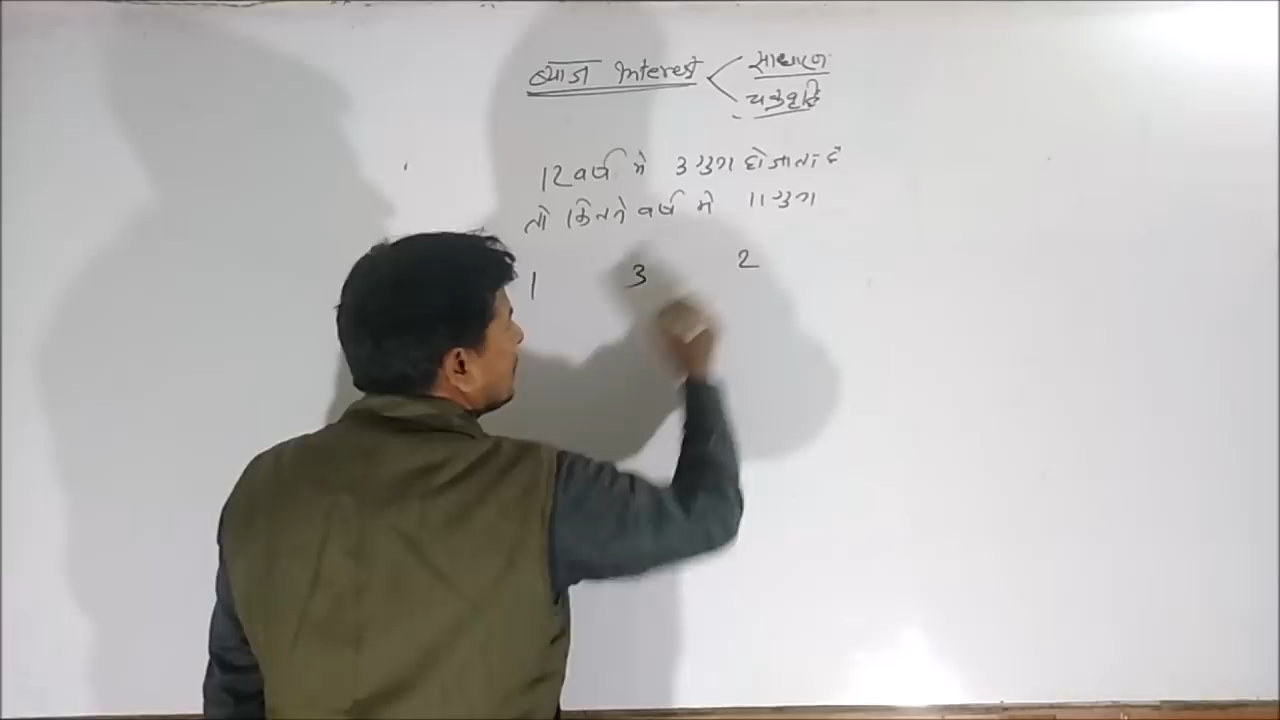 ब्याज Interest
साधारण
चक्रवृद्धि
12 वर्ष मे 3 गुणा हो जाता है
तो कितने वर्ष मे 11 गुणा
1 3 2